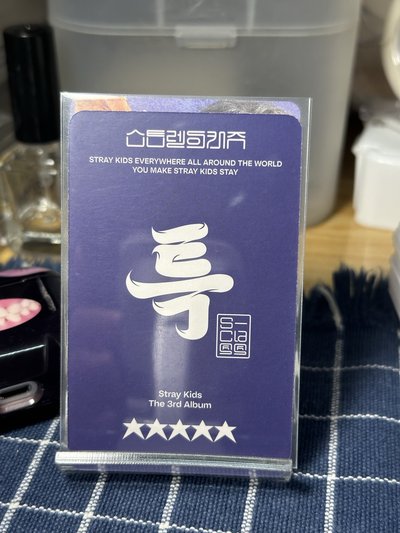 스트레이키즈
STRAY KIDS EVERYWHERE ALL AROUND THE WORLD
YOU MAKE STRAY KIDS STAY
특
S-
Class
Stray Kids
The 3rd Album
★★★★★